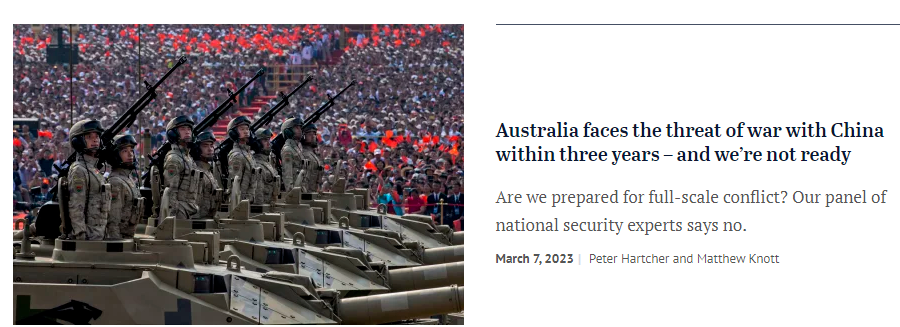 Australia faces the threat of war with China
within three years – and we're not ready
Are we prepared for full-scale conflict? Our panel of
national security experts says no.
March 7, 2023 | Peter Hartcher and Matthew Knott